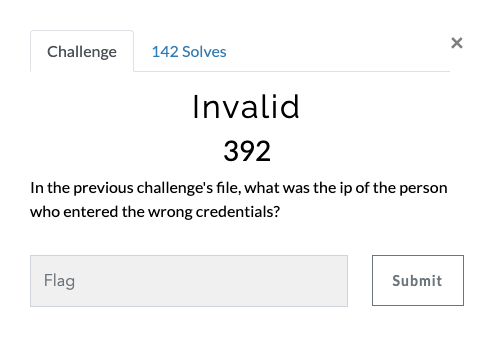 Challenge
142 Solves
×
Invalid
392
In the previous challenge's file, what was the ip of the person
who entered the wrong credentials?
Flag
Submit